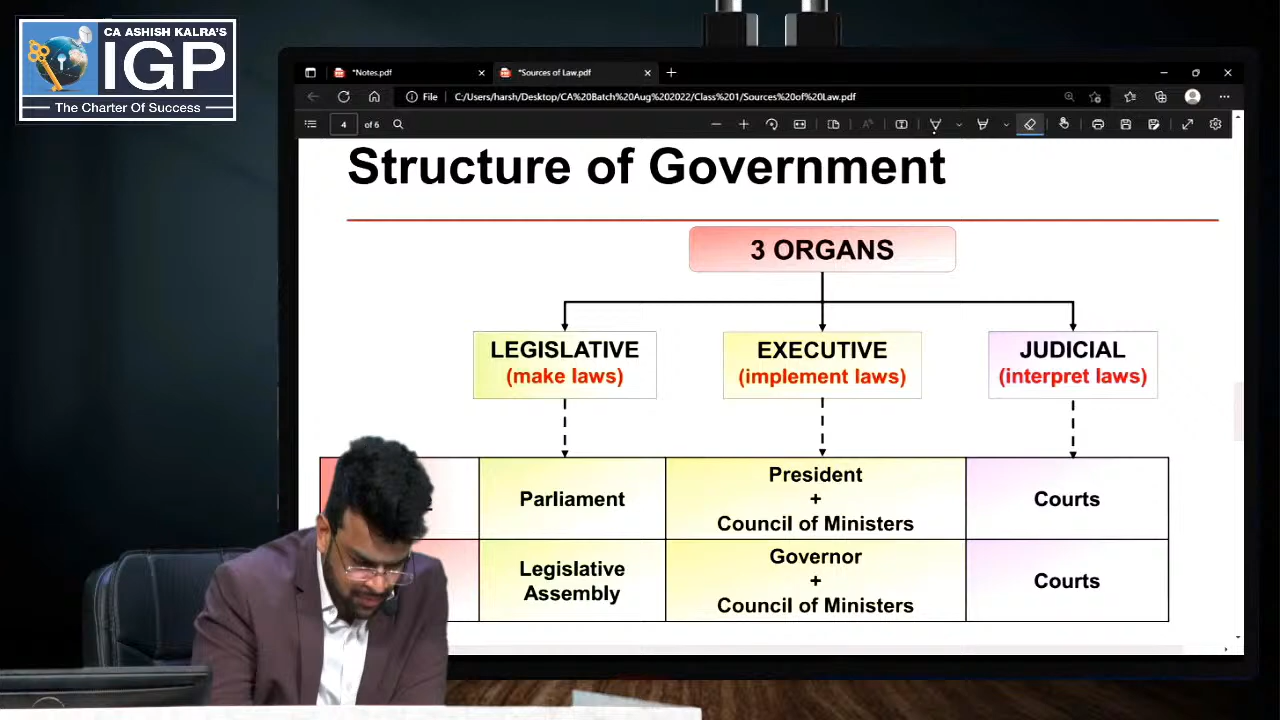 CA ASHISH KALRA'S
IGP
The Charter Of Success
*Notes.pdf
*Sources of Law.pdf
File
C:/Users/harsh/Desktop/CA%20Batch%20Aug%202022/Class%201/Sources%20of%20Law.pdf
4 of 6
Structure of Government
3 ORGANS
LEGISLATIVE
(make laws)
EXECUTIVE
(implement laws)
JUDICIAL
(interpret laws)
Parliament
President
+
Council of Ministers
Courts
Legislative
Assembly
Governor
+
Council of Ministers
Courts